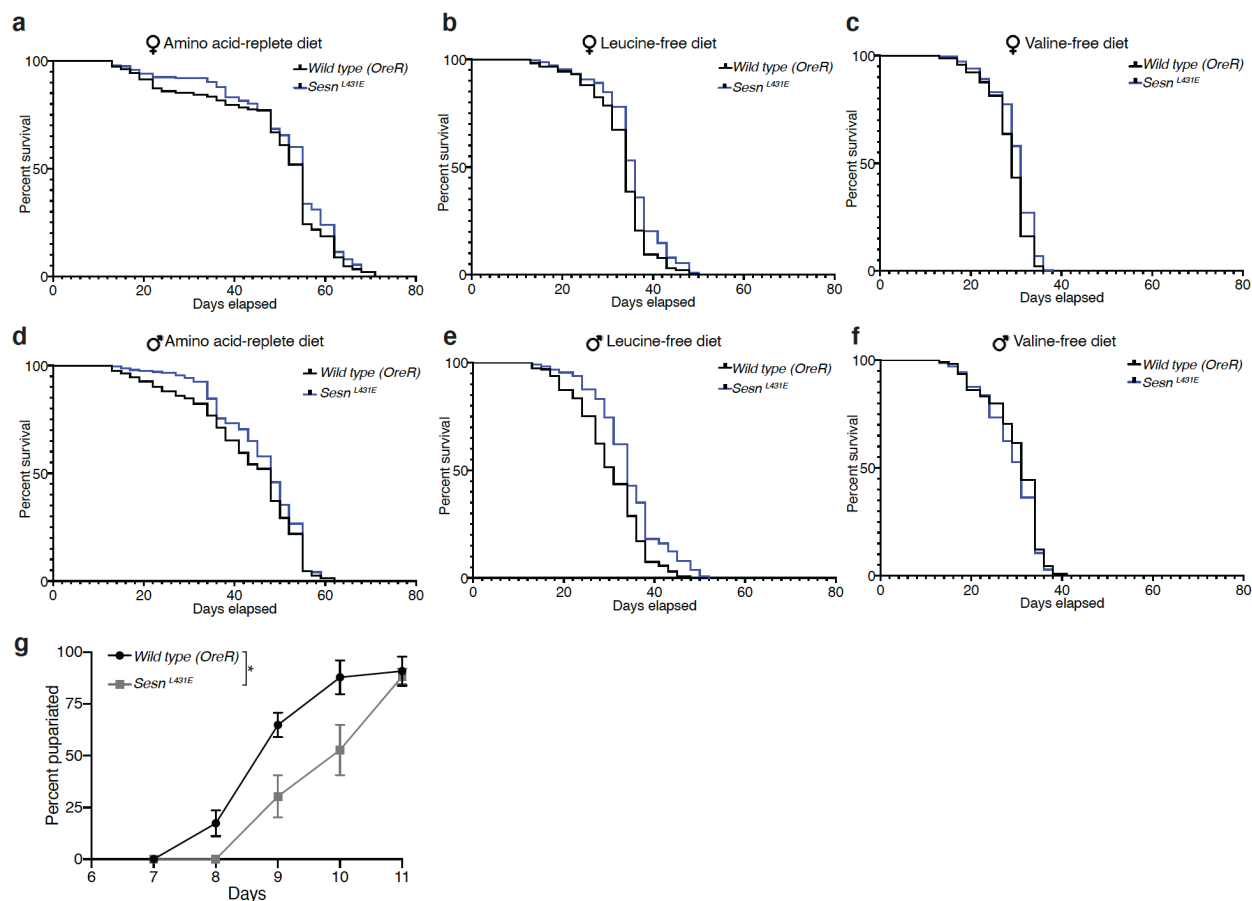 a
♀ Amino acid-replete diet
Wild type (OreR)
Sesn L431E
Percent survival
100
50
0
0 20 40 60 80
Days elapsed
b
♀ Leucine-free diet
Wild type (OreR)
Sesn L431E
Percent survival
100
50
0
0 20 40 60 80
Days elapsed
c
♀ Valine-free diet
Wild type (OreR)
Sesn L431E
Percent survival
100
50
0
0 20 40 60 80
Days elapsed
d
♂ Amino acid-replete diet
Wild type (OreR)
Sesn L431E
Percent survival
100
50
0
0 20 40 60 80
Days elapsed
e
♂ Leucine-free diet
Wild type (OreR)
Sesn L431E
Percent survival
100
50
0
0 20 40 60 80
Days elapsed
f
♂ Valine-free diet
Wild type (OreR)
Sesn L431E
Percent survival
100
50
0
0 20 40 60 80
Days elapsed
g
Wild type (OreR)
Sesn L431E
*
Percent pupariated
100
75
50
25
0
6 7 8 9 10 11
Days